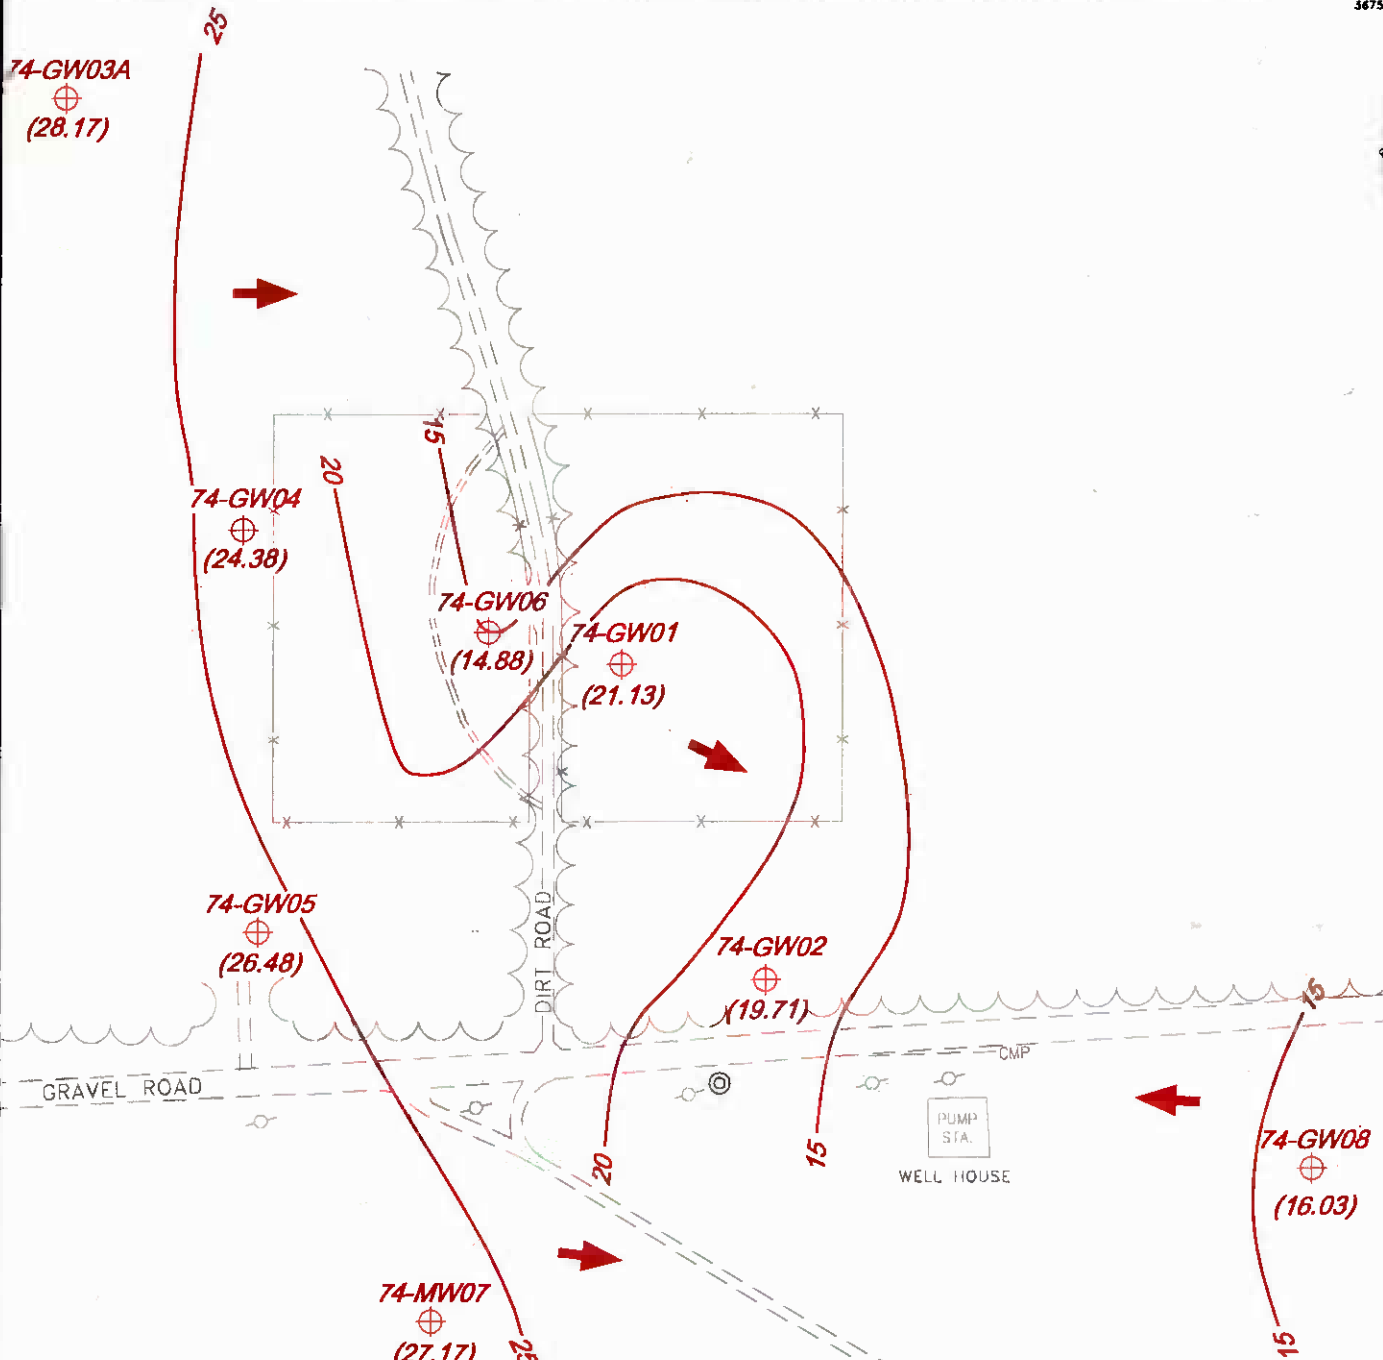 3675
25
74-GW03A
(28.17)
15
20
74-GW04
(24.38)
74-GW06
(14.88)
74-GW01
(21.13)
74-GW05
(26.48)
DIRT ROAD
74-GW02
(19.71)
15
CMP
GRAVEL ROAD
PUMP
STA.
WELL HOUSE
20
15
74-GW08
(16.03)
74-MW07
(27.17)
25
15